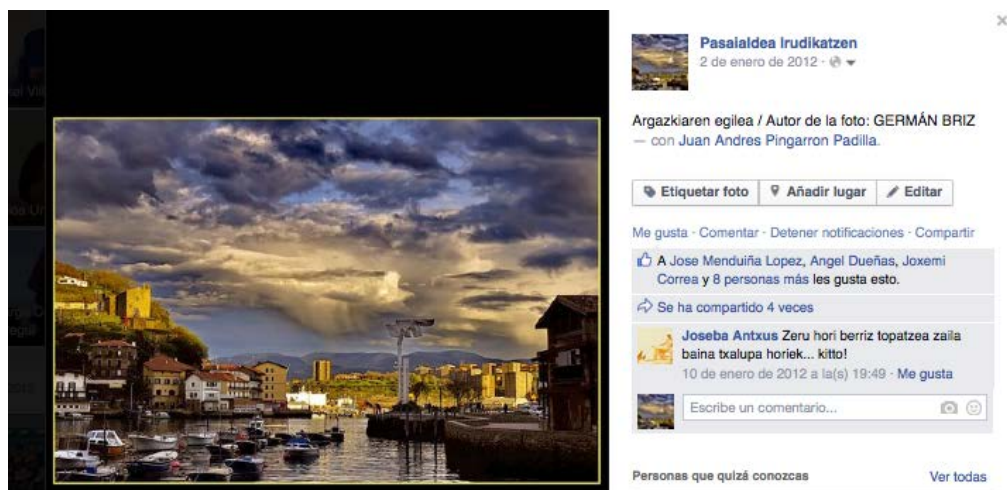 ×
Pasaialdea Irudikatzen
2 de enero de 2012 ·
Argazkiaren egilea / Autor de la foto: GERMÁN BRIZ
— con Juan Andres Pingarron Padilla.
Etiquetar foto Añadir lugar Editar
Me gusta · Comentar · Detener notificaciones · Compartir
A Jose Menduiña Lopez, Angel Dueñas, Joxemi
Correa y 8 personas más les gusta esto.
Se ha compartido 4 veces
Joseba Antxus Zeru hori berriz topatzea zaila
baina txalupa horiek... kitto!
10 de enero de 2012 a la(s) 19:49 · Me gusta
Escribe un comentario...
Personas que quizá conozcas Ver todas